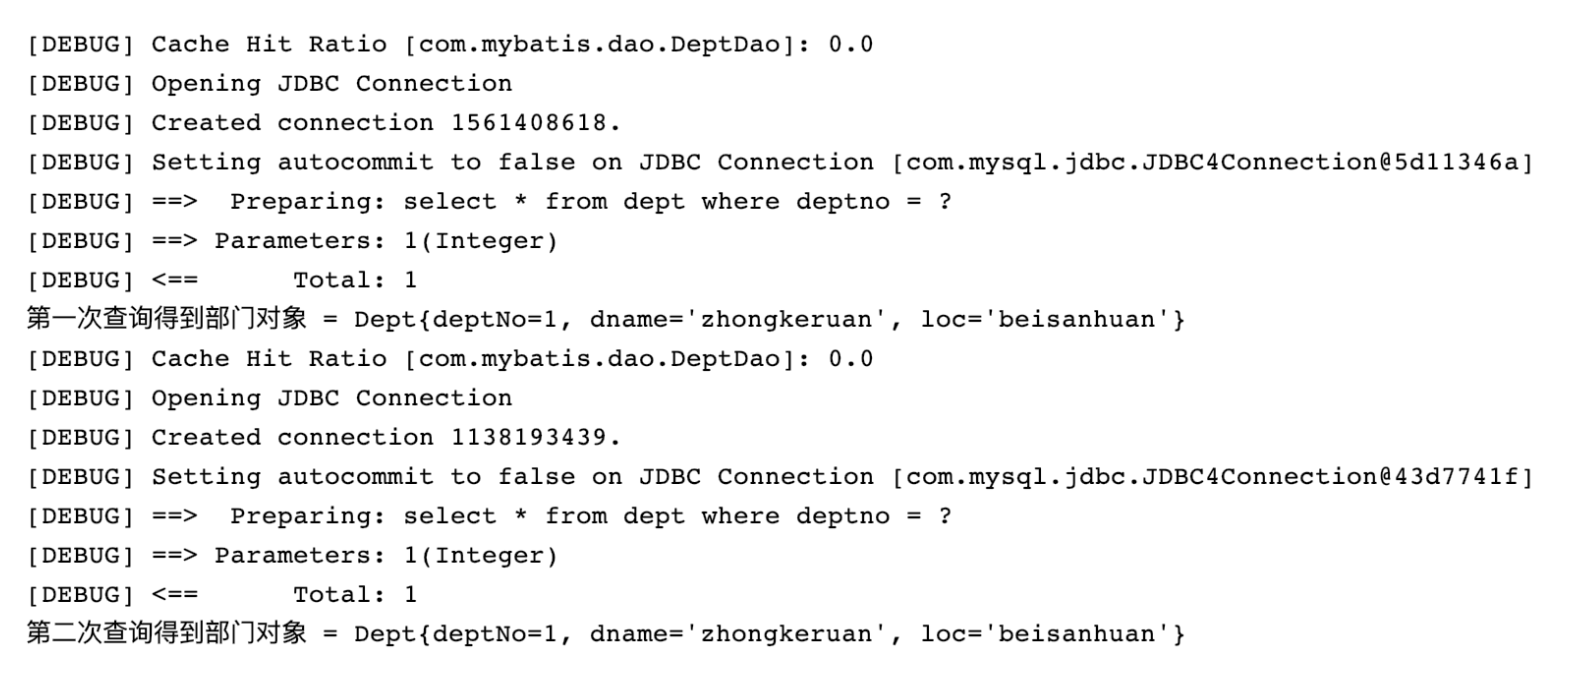 [DEBUG] Cache Hit Ratio [com.mybatis.dao.DeptDao]: 0.0
[DEBUG] Opening JDBC Connection
[DEBUG] Created connection 1561408618.
[DEBUG] Setting autocommit to false on JDBC Connection [com.mysql.jdbc.JDBC4Connection@5d11346a]
[DEBUG] ==>  Preparing: select * from dept where deptno = ?
[DEBUG] ==> Parameters: 1(Integer)
[DEBUG] <==      Total: 1
第一次查询得到部门对象 = Dept{deptNo=1, dname='zhongkeruan', loc='beisanhuan'}
[DEBUG] Cache Hit Ratio [com.mybatis.dao.DeptDao]: 0.0
[DEBUG] Opening JDBC Connection
[DEBUG] Created connection 1138193439.
[DEBUG] Setting autocommit to false on JDBC Connection [com.mysql.jdbc.JDBC4Connection@43d7741f]
[DEBUG] ==>  Preparing: select * from dept where deptno = ?
[DEBUG] ==> Parameters: 1(Integer)
[DEBUG] <==      Total: 1
第二次查询得到部门对象 = Dept{deptNo=1, dname='zhongkeruan', loc='beisanhuan'}